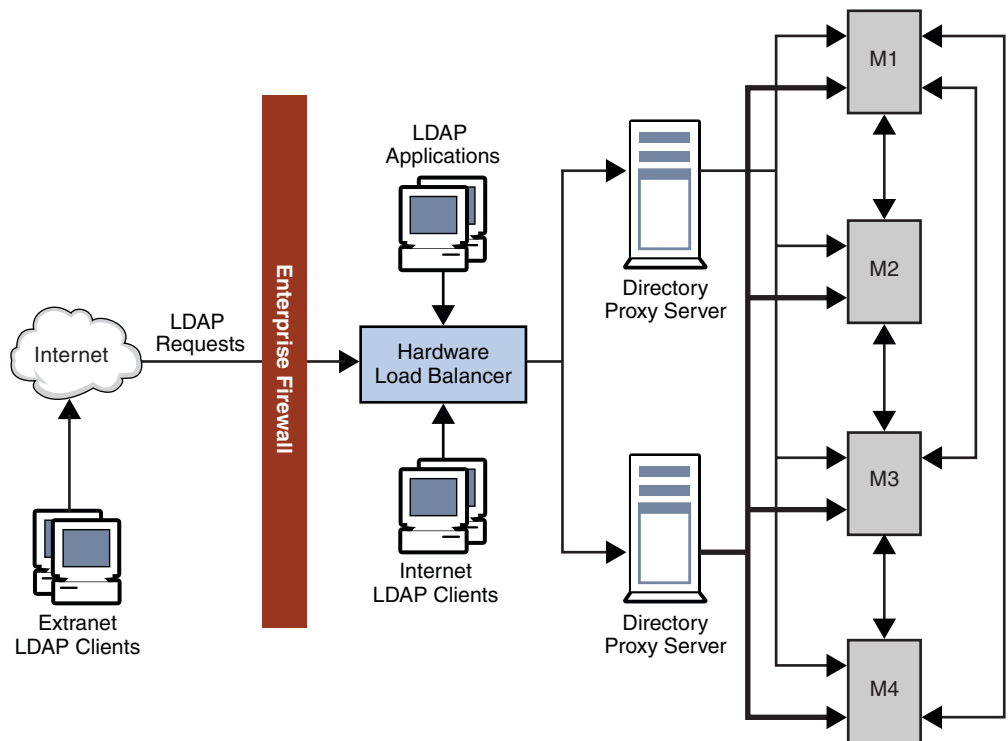 Internet
Extranet
LDAP Clients
LDAP
Requests
Enterprise Firewall
LDAP
Applications
Hardware
Load Balancer
Internet
LDAP Clients
Directory
Proxy Server
Directory
Proxy Server
M1
M2
M3
M4